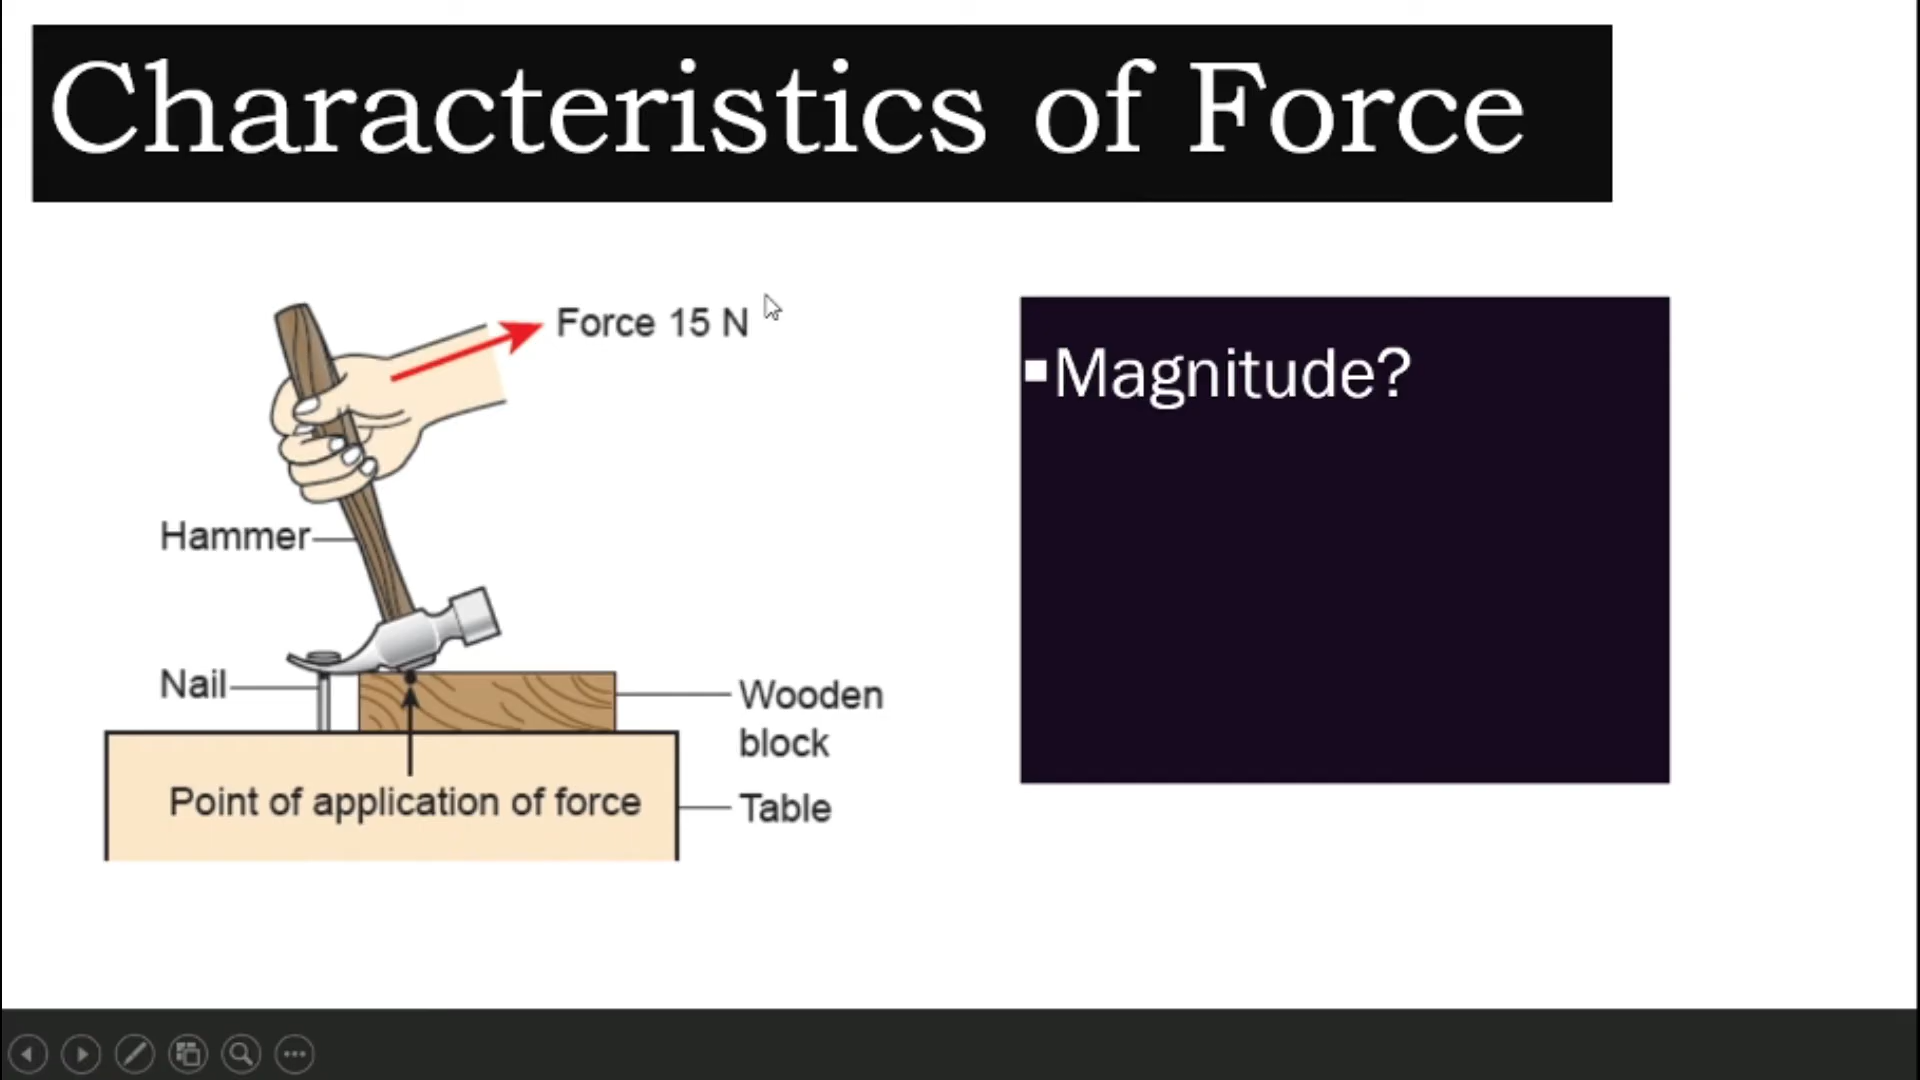 Characteristics of Force
Force 15 N
▪Magnitude?
Hammer
Nail
Wooden
block
Point of application of force
Table